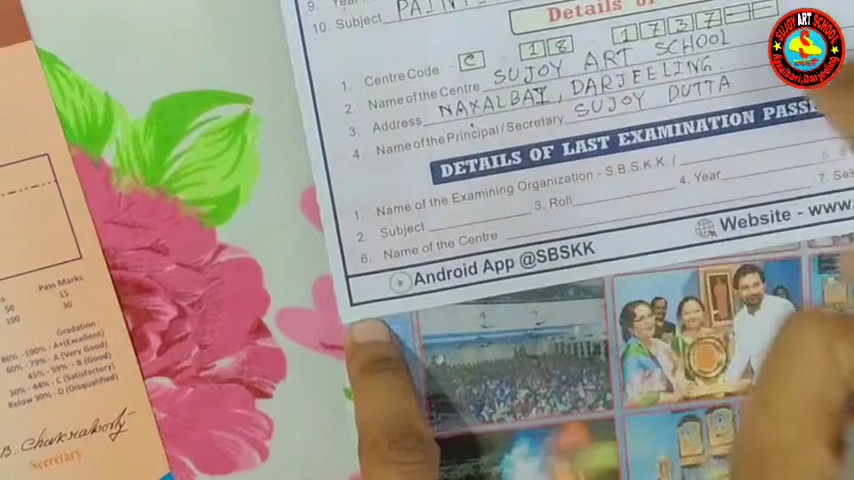 9. Year
10. Subject
Details of
1. Centre Code C 18 1737
2. Name of the Centre SUJOY ART SCHOOL
3. Address NAXALBARI, DARJEELING.
4. Name of the Principal / Secretary SUJOY DUTTA
DETAILS OF LAST EXAMINATION PASSE
1. Name of the Examining Organization - S.B.S.K.K. /
2. Subject 3. Roll 4. Year
6. Name of the Centre 7. Se
Android App @SBSKK Website - www.
SUJOY ART SCHOOL
Naxalbari, Darjeeling
Pass Marks
50 15
100 30
Gradation
80%-100% - A+(Excellent)
60%-79% - A (Very Good)
45%-59% - B (Good)
30%-44% - C (Satisfactory)
Below 30% - D (Disqualified)
B. Chakraborty
Secretary